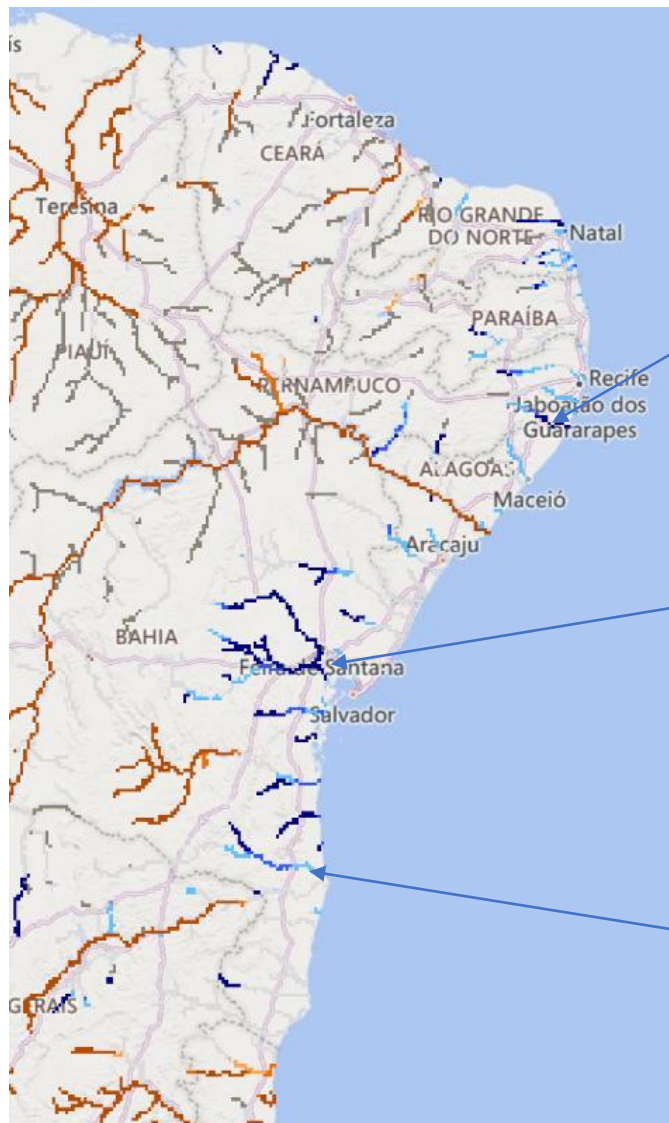 ís
Fortaleza
CEARÁ
Teresina
RIO GRANDE
DO NORTE
Natal
PARAÍBA
PIAUÍ
Recife
PERNAMBUCO
Jaboatão dos
Guararapes
ALAGOAS
Maceió
Aracaju
BAHIA
Feira de Santana
Salvador
GERAIS